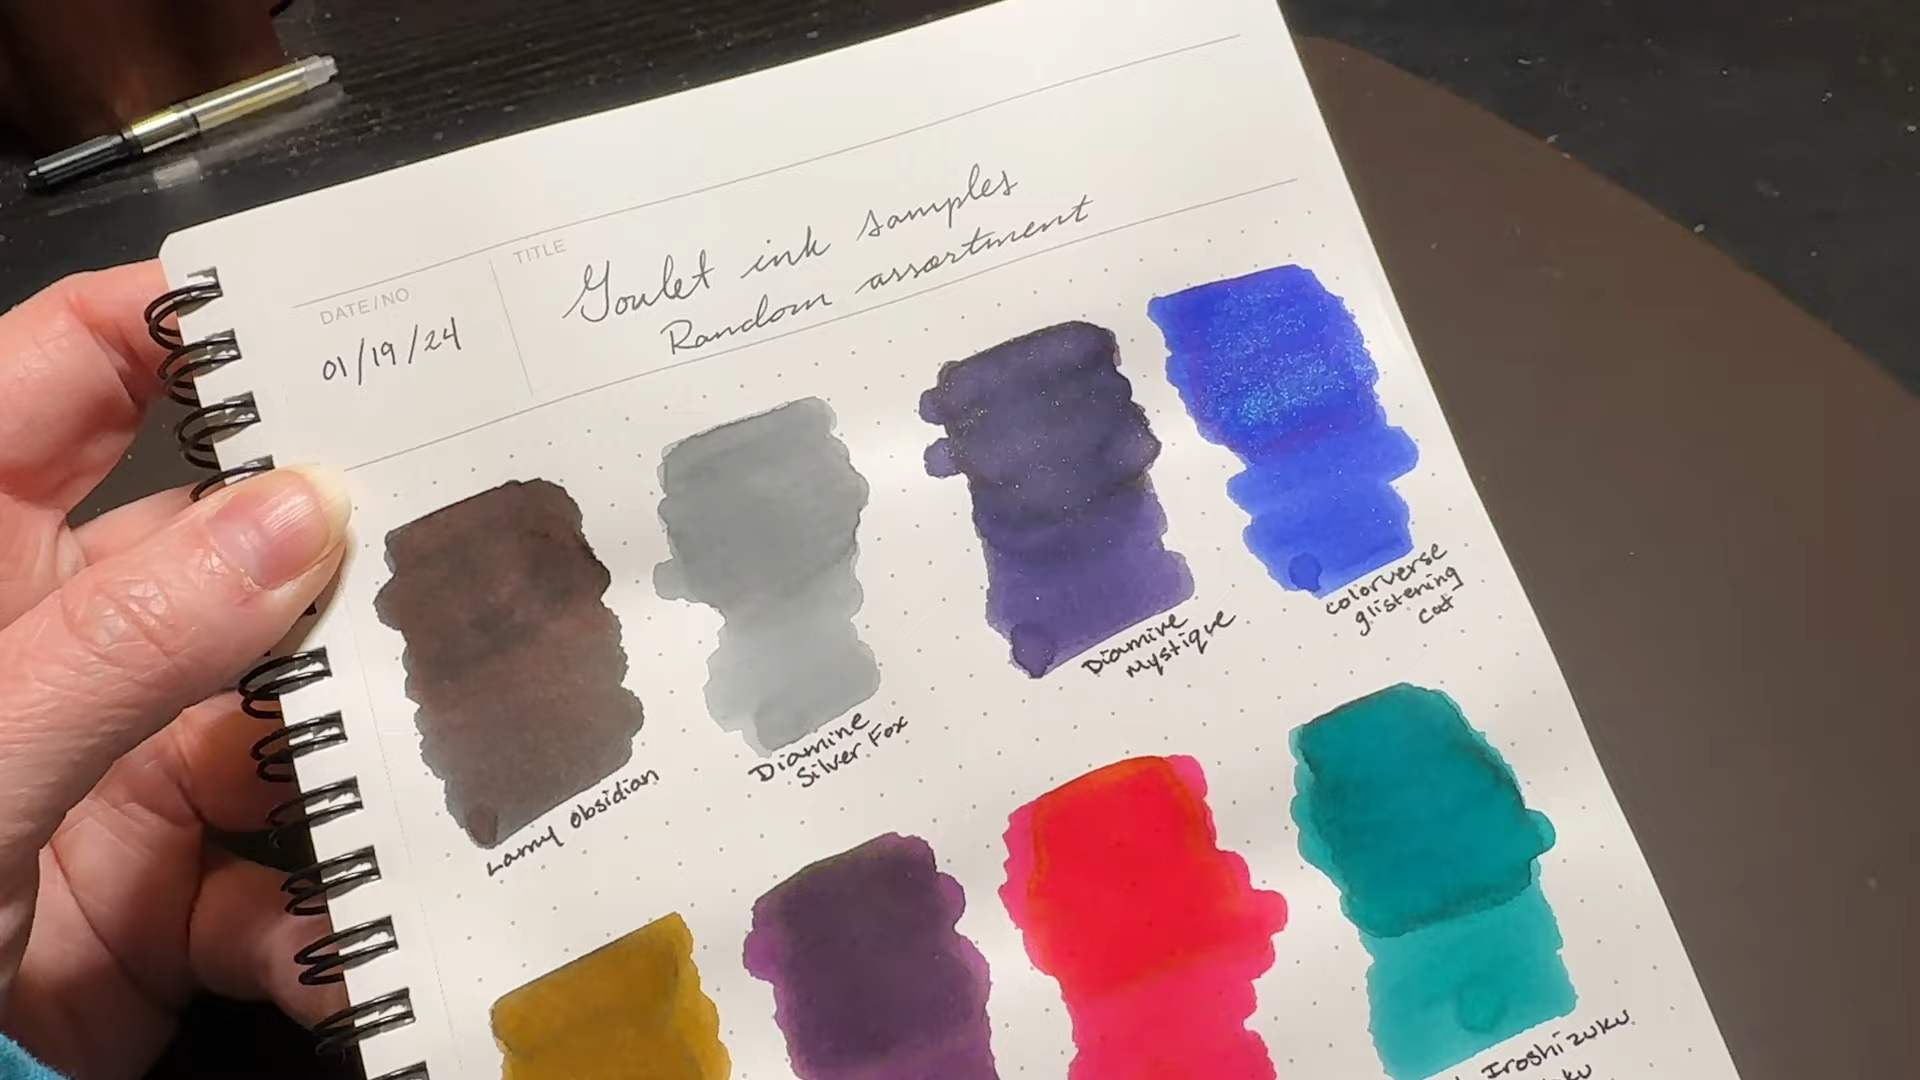 TITLE
Goulet ink samples
Random assortment
DATE/NO
01/19/24
Lamy Obsidian
Diamine
Silver Fox
Diamine
Mystique
colorverse
glistening
cat
Iroshizuku